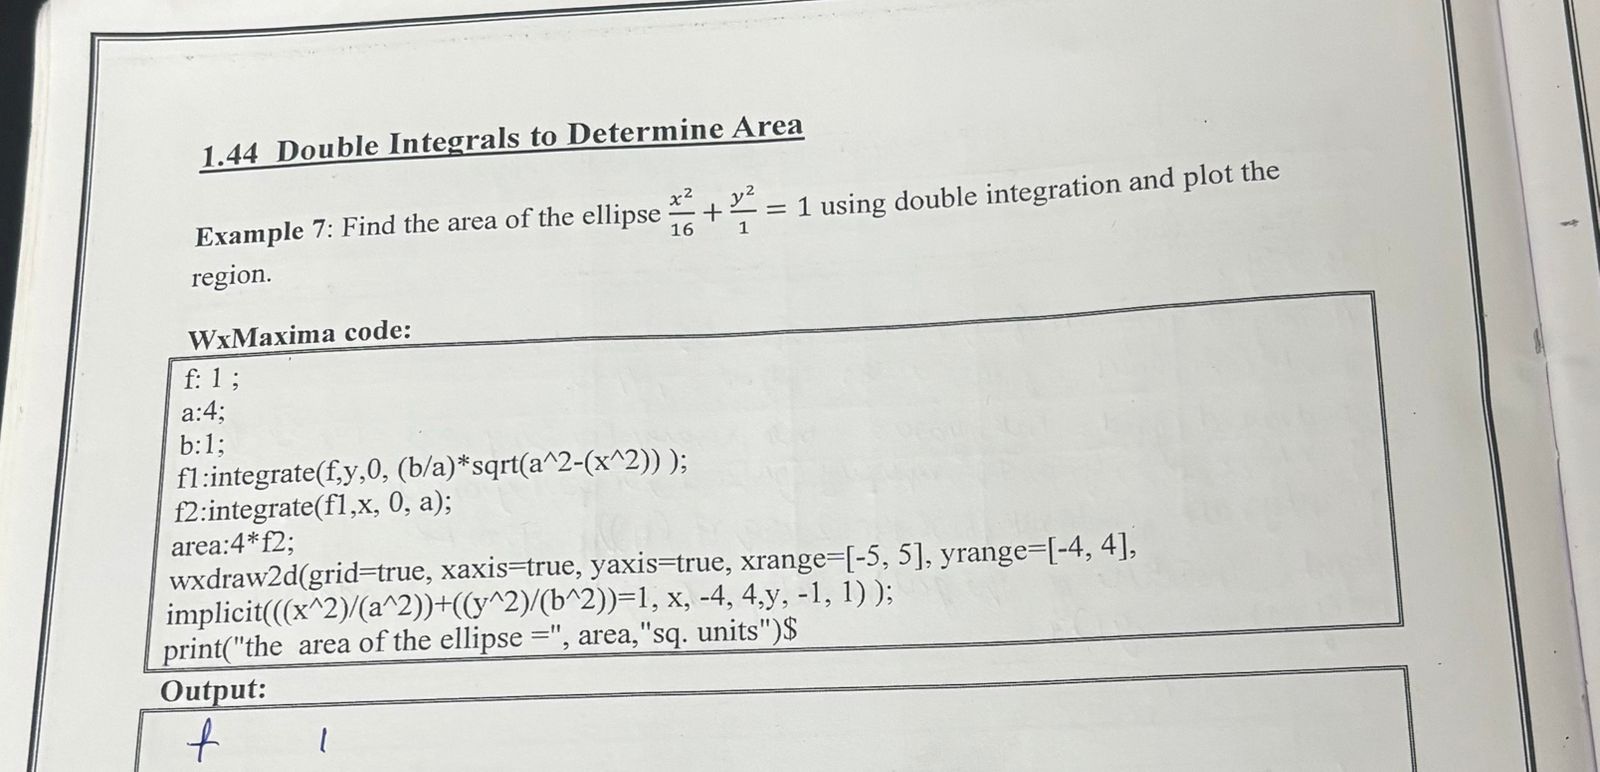 1.44 Double Integrals to Determine Area
Example 7: Find the area of the ellipse x²/16 + y²/1 = 1 using double integration and plot the
region.
WxMaxima code:
f: 1 ;
a:4;
b:1;
f1:integrate(f,y,0, (b/a)*sqrt(a^2-(x^2)) );
f2:integrate(f1,x, 0, a);
area:4*f2;
wxdraw2d(grid=true, xaxis=true, yaxis=true, xrange=[-5, 5], yrange=[-4, 4],
implicit(((x^2)/(a^2))+((y^2)/(b^2))=1, x, -4, 4,y, -1, 1) );
print("the area of the ellipse =", area,"sq. units")$
Output:
f 1